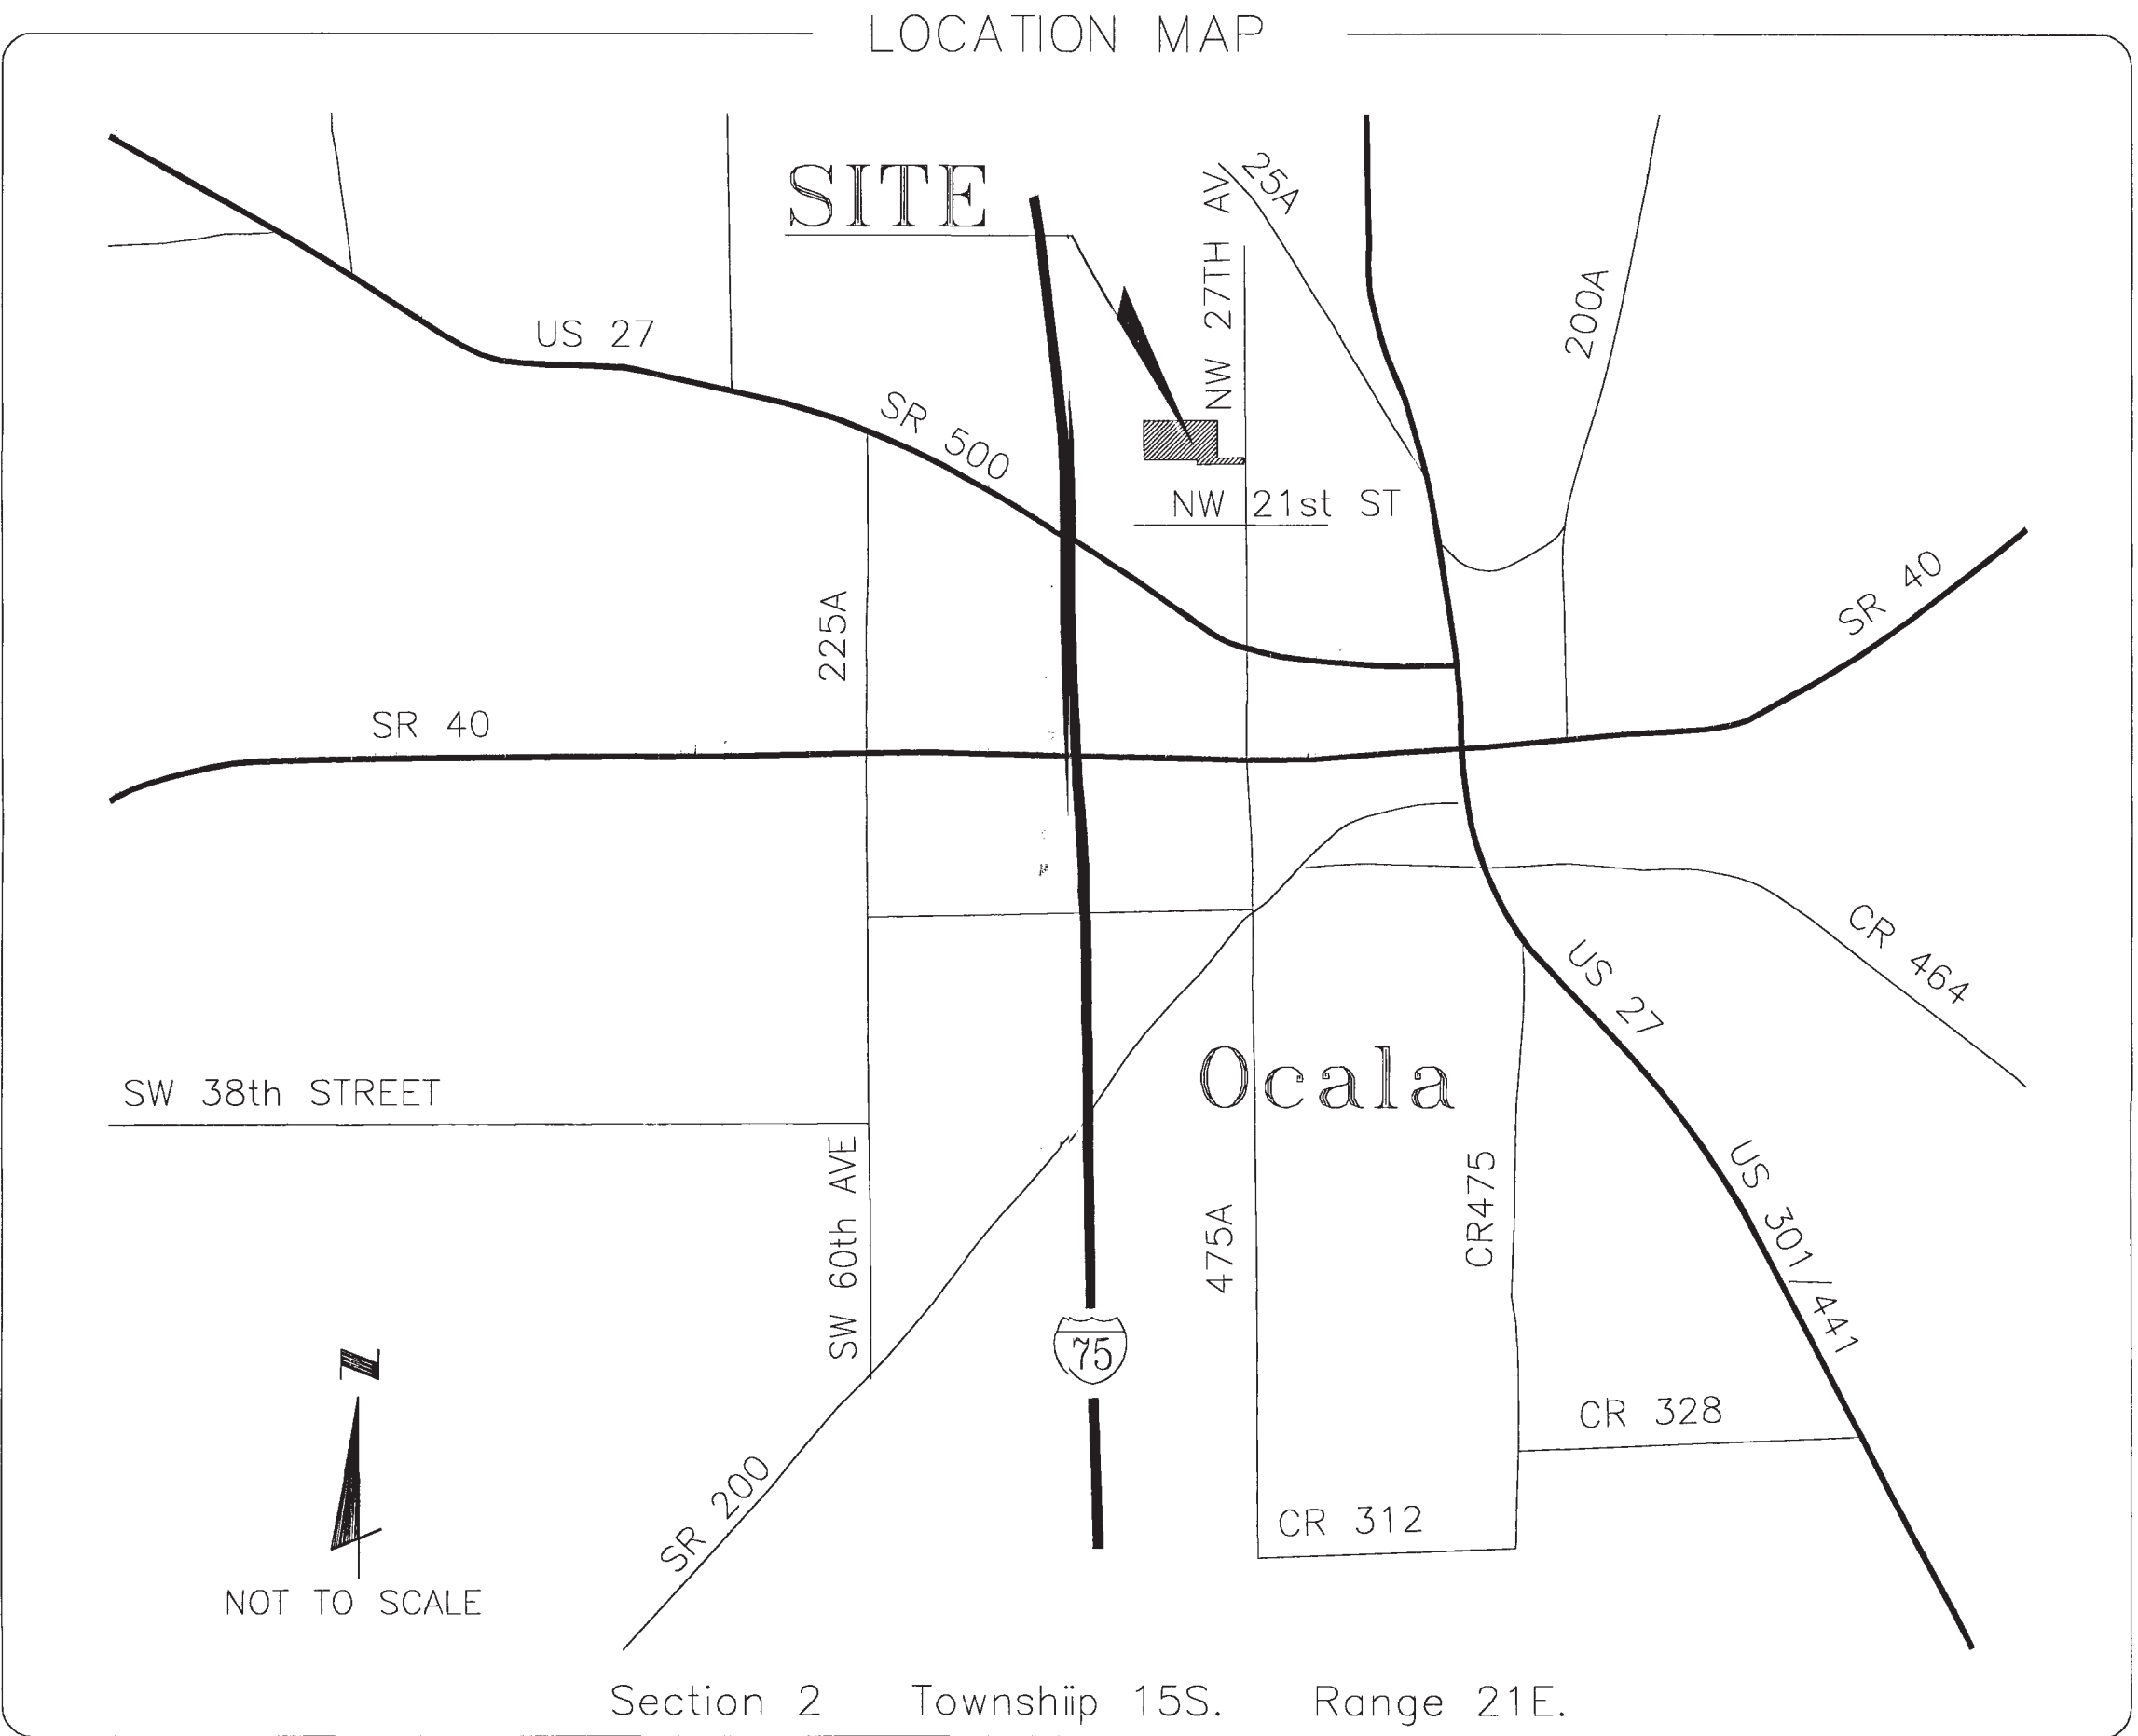 LOCATION MAP
SITE
NW 27TH AV
25A
200A
US 27
SR 500
NW 21st ST
225A
SR 40
SR 40
CR 464
US 27
Ocala
SW 38th STREET
SW 60th AVE
475A
CR475
US 301/441
75
N
CR 328
SR 200
CR 312
NOT TO SCALE
Section 2 Townshiip 15S. Range 21E.